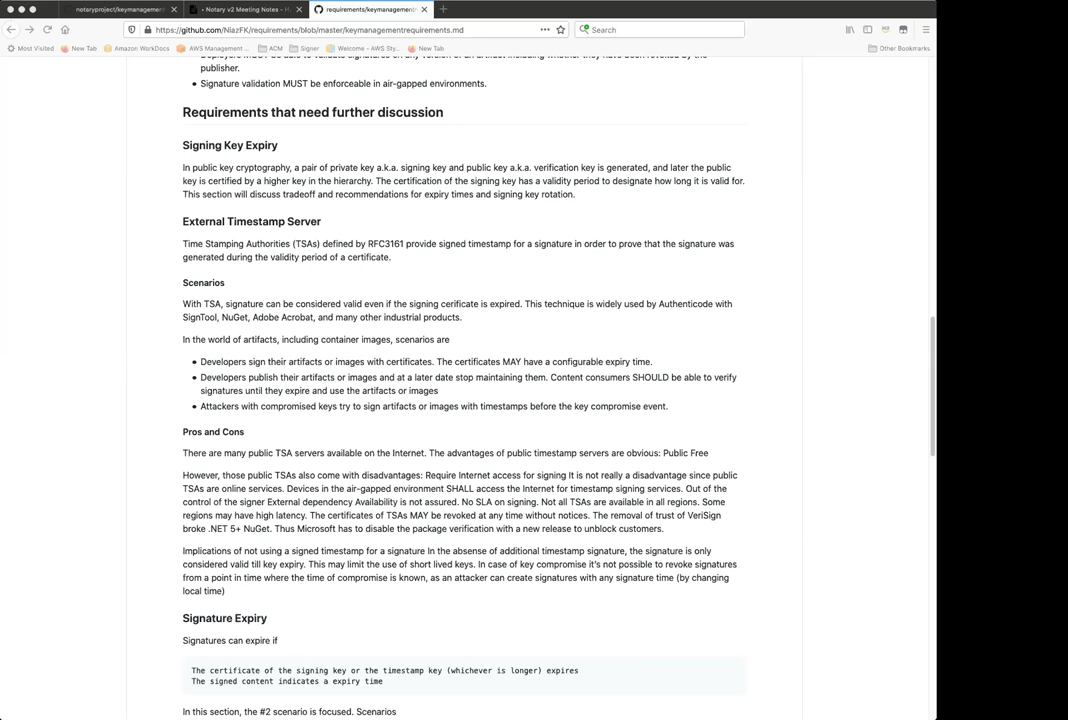 notaryproject/keymanagement
• Notary v2 Meeting Notes - H
requirements/keymanagement
https://github.com/NiazFK/requirements/blob/master/keymanagementrequirements.md
Search
Most Visited
New Tab
Amazon WorkDocs
AWS Management ...
ACM
Signer
Welcome - AWS Sty...
New Tab
Other Bookmarks
publisher.
• Signature validation MUST be enforceable in air-gapped environments.
Requirements that need further discussion
Signing Key Expiry
In public key cryptography, a pair of private key a.k.a. signing key and public key a.k.a. verification key is generated, and later the public
key is certified by a higher key in the hierarchy. The certification of the signing key has a validity period to designate how long it is valid for.
This section will discuss tradeoff and recommendations for expiry times and signing key rotation.
External Timestamp Server
Time Stamping Authorities (TSAs) defined by RFC3161 provide signed timestamp for a signature in order to prove that the signature was
generated during the validity period of a certificate.
Scenarios
With TSA, signature can be considered valid even if the signing cerificate is expired. This technique is widely used by Authenticode with
SignTool, NuGet, Adobe Acrobat, and many other industrial products.
In the world of artifacts, including container images, scenarios are
• Developers sign their artifacts or images with certificates. The certificates MAY have a configurable expiry time.
• Developers publish their artifacts or images and at a later date stop maintaining them. Content consumers SHOULD be able to verify
signatures until they expire and use the artifacts or images
• Attackers with compromised keys try to sign artifacts or images with timestamps before the key compromise event.
Pros and Cons
There are many public TSA servers available on the Internet. The advantages of public timestamp servers are obvious: Public Free
However, those public TSAs also come with disadvantages: Require Internet access for signing It is not really a disadvantage since public
TSAs are online services. Devices in the air-gapped environment SHALL access the Internet for timestamp signing services. Out of the
control of the signer External dependency Availability is not assured. No SLA on signing. Not all TSAs are available in all regions. Some
regions may have high latency. The certificates of TSAs MAY be revoked at any time without notices. The removal of trust of VeriSign
broke .NET 5+ NuGet. Thus Microsoft has to disable the package verification with a new release to unblock customers.
Implications of not using a signed timestamp for a signature In the absense of additional timestamp signature, the signature is only
considered valid till key expiry. This may limit the use of short lived keys. In case of key compromise it's not possible to revoke signatures
from a point in time where the time of compromise is known, as an attacker can create signatures with any signature time (by changing
local time)
Signature Expiry
Signatures can expire if
The certificate of the signing key or the timestamp key (whichever is longer) expires
The signed content indicates a expiry time
In this section, the #2 scenario is focused. Scenarios